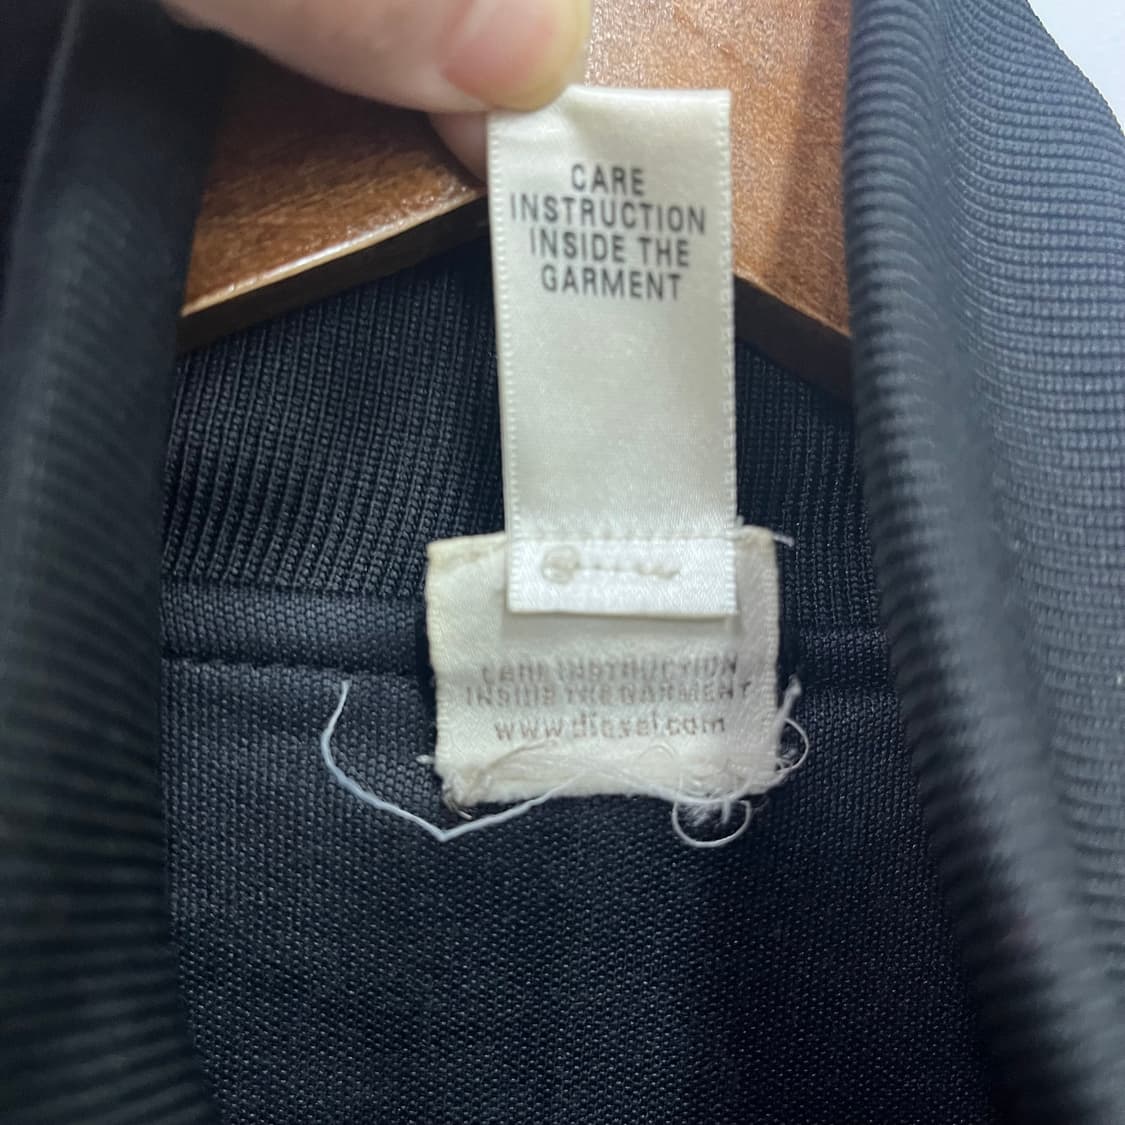 CARE
INSTRUCTION
INSIDE THE
GARMENT
CARE INSTRUCTION
INSIDE THE GARMENT
www.diesel.com